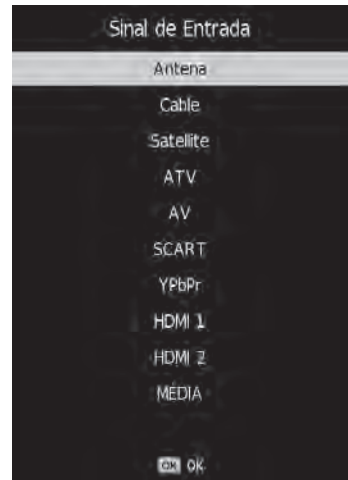 Sinal de Entrada
Antena
Cable
Satellite
ATV
AV
SCART
YPbPr
HDMI 1
HDMI 2
MEDIA
OK OK